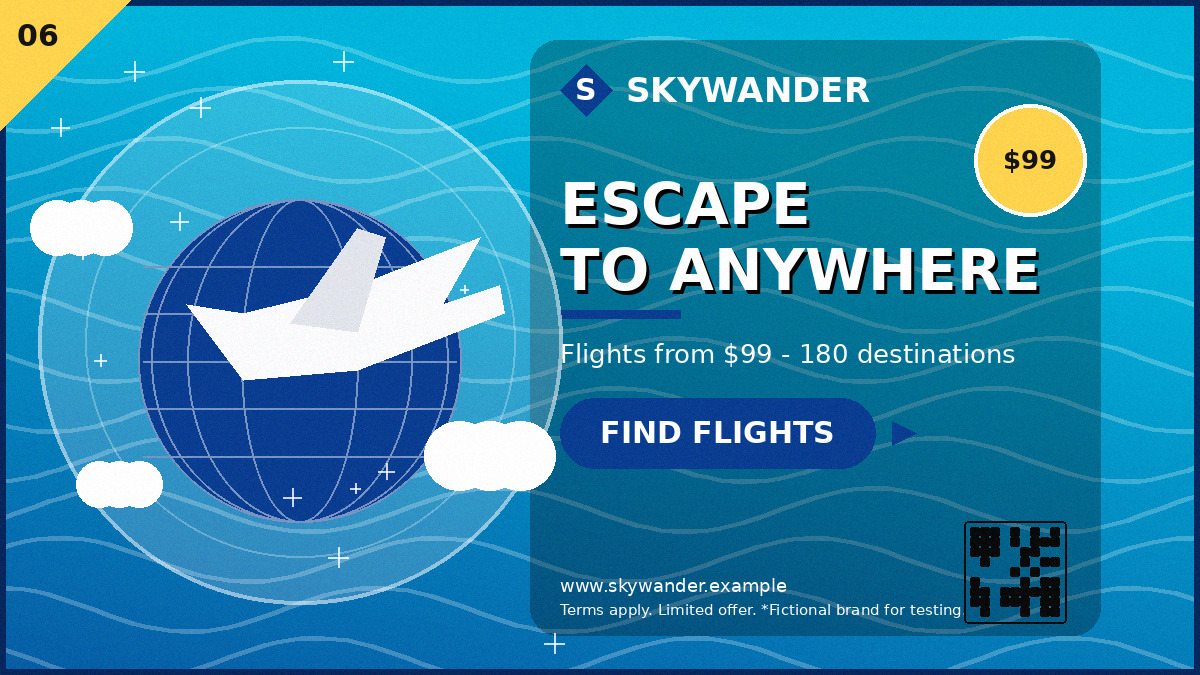 06
S SKYWANDER
$99
ESCAPE
TO ANYWHERE
Flights from $99 - 180 destinations
FIND FLIGHTS
www.skywander.example
Terms apply. Limited offer. *Fictional brand for testing.